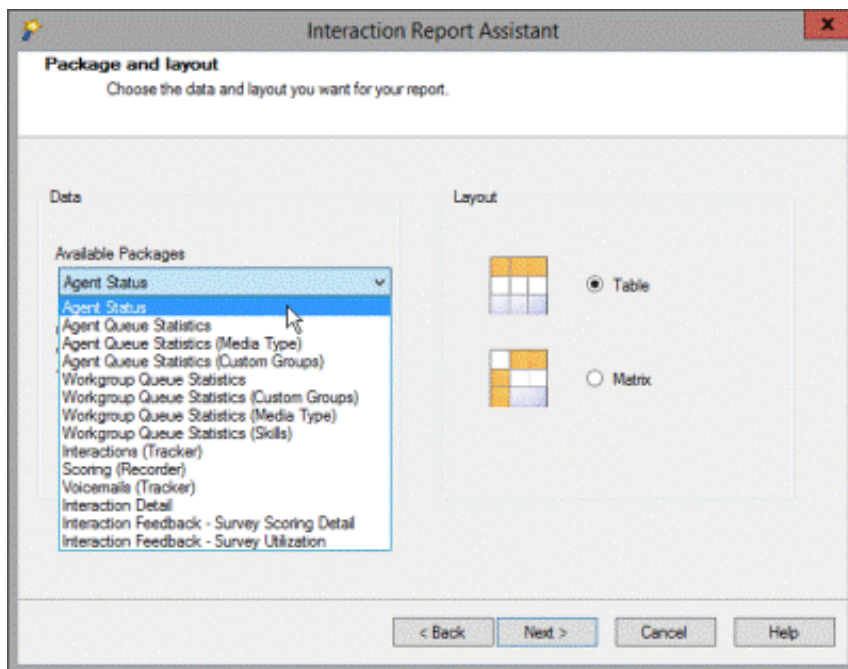 Interaction Report Assistant
x
Package and layout
Choose the data and layout you want for your report.
Data
Layout
Available Packages
Agent Status
Agent Status
Agent Queue Statistics
Agent Queue Statistics (Media Type)
Agent Queue Statistics (Custom Groups)
Workgroup Queue Statistics
Workgroup Queue Statistics (Custom Groups)
Workgroup Queue Statistics (Media Type)
Workgroup Queue Statistics (Skills)
Interactions (Tracker)
Scoring (Recorder)
Voicemails (Tracker)
Interaction Detail
Interaction Feedback - Survey Scoring Detail
Interaction Feedback - Survey Utilization
Table
Matrix
< Back
Next >
Cancel
Help